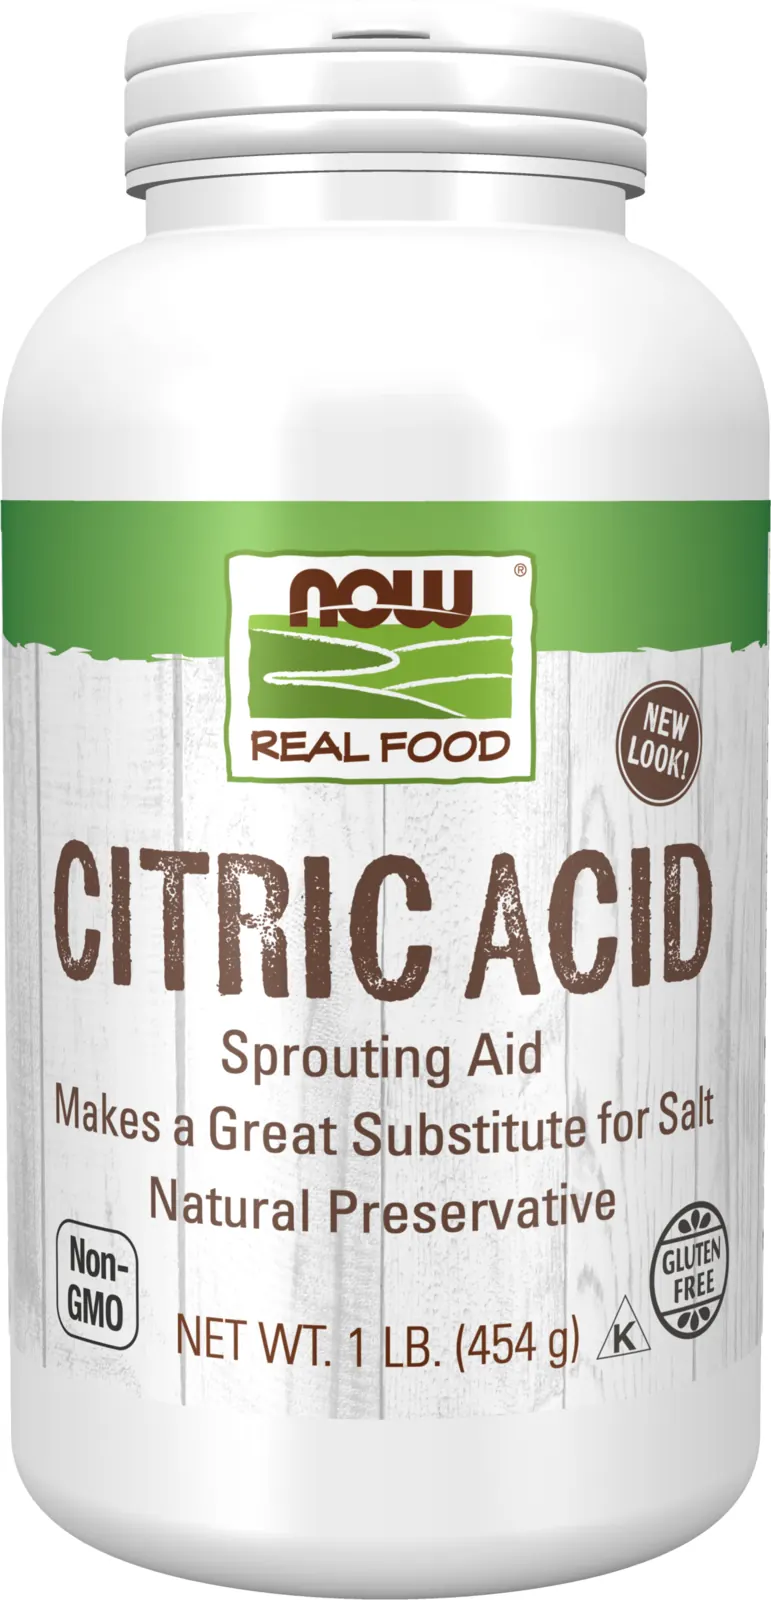 now®
REAL FOOD
NEW
LOOK!
CITRIC ACID
Sprouting Aid
Makes a Great Substitute for Salt
Natural Preservative
Non-
GMO
NET WT. 1 LB. (454 g)
K
GLUTEN
FREE